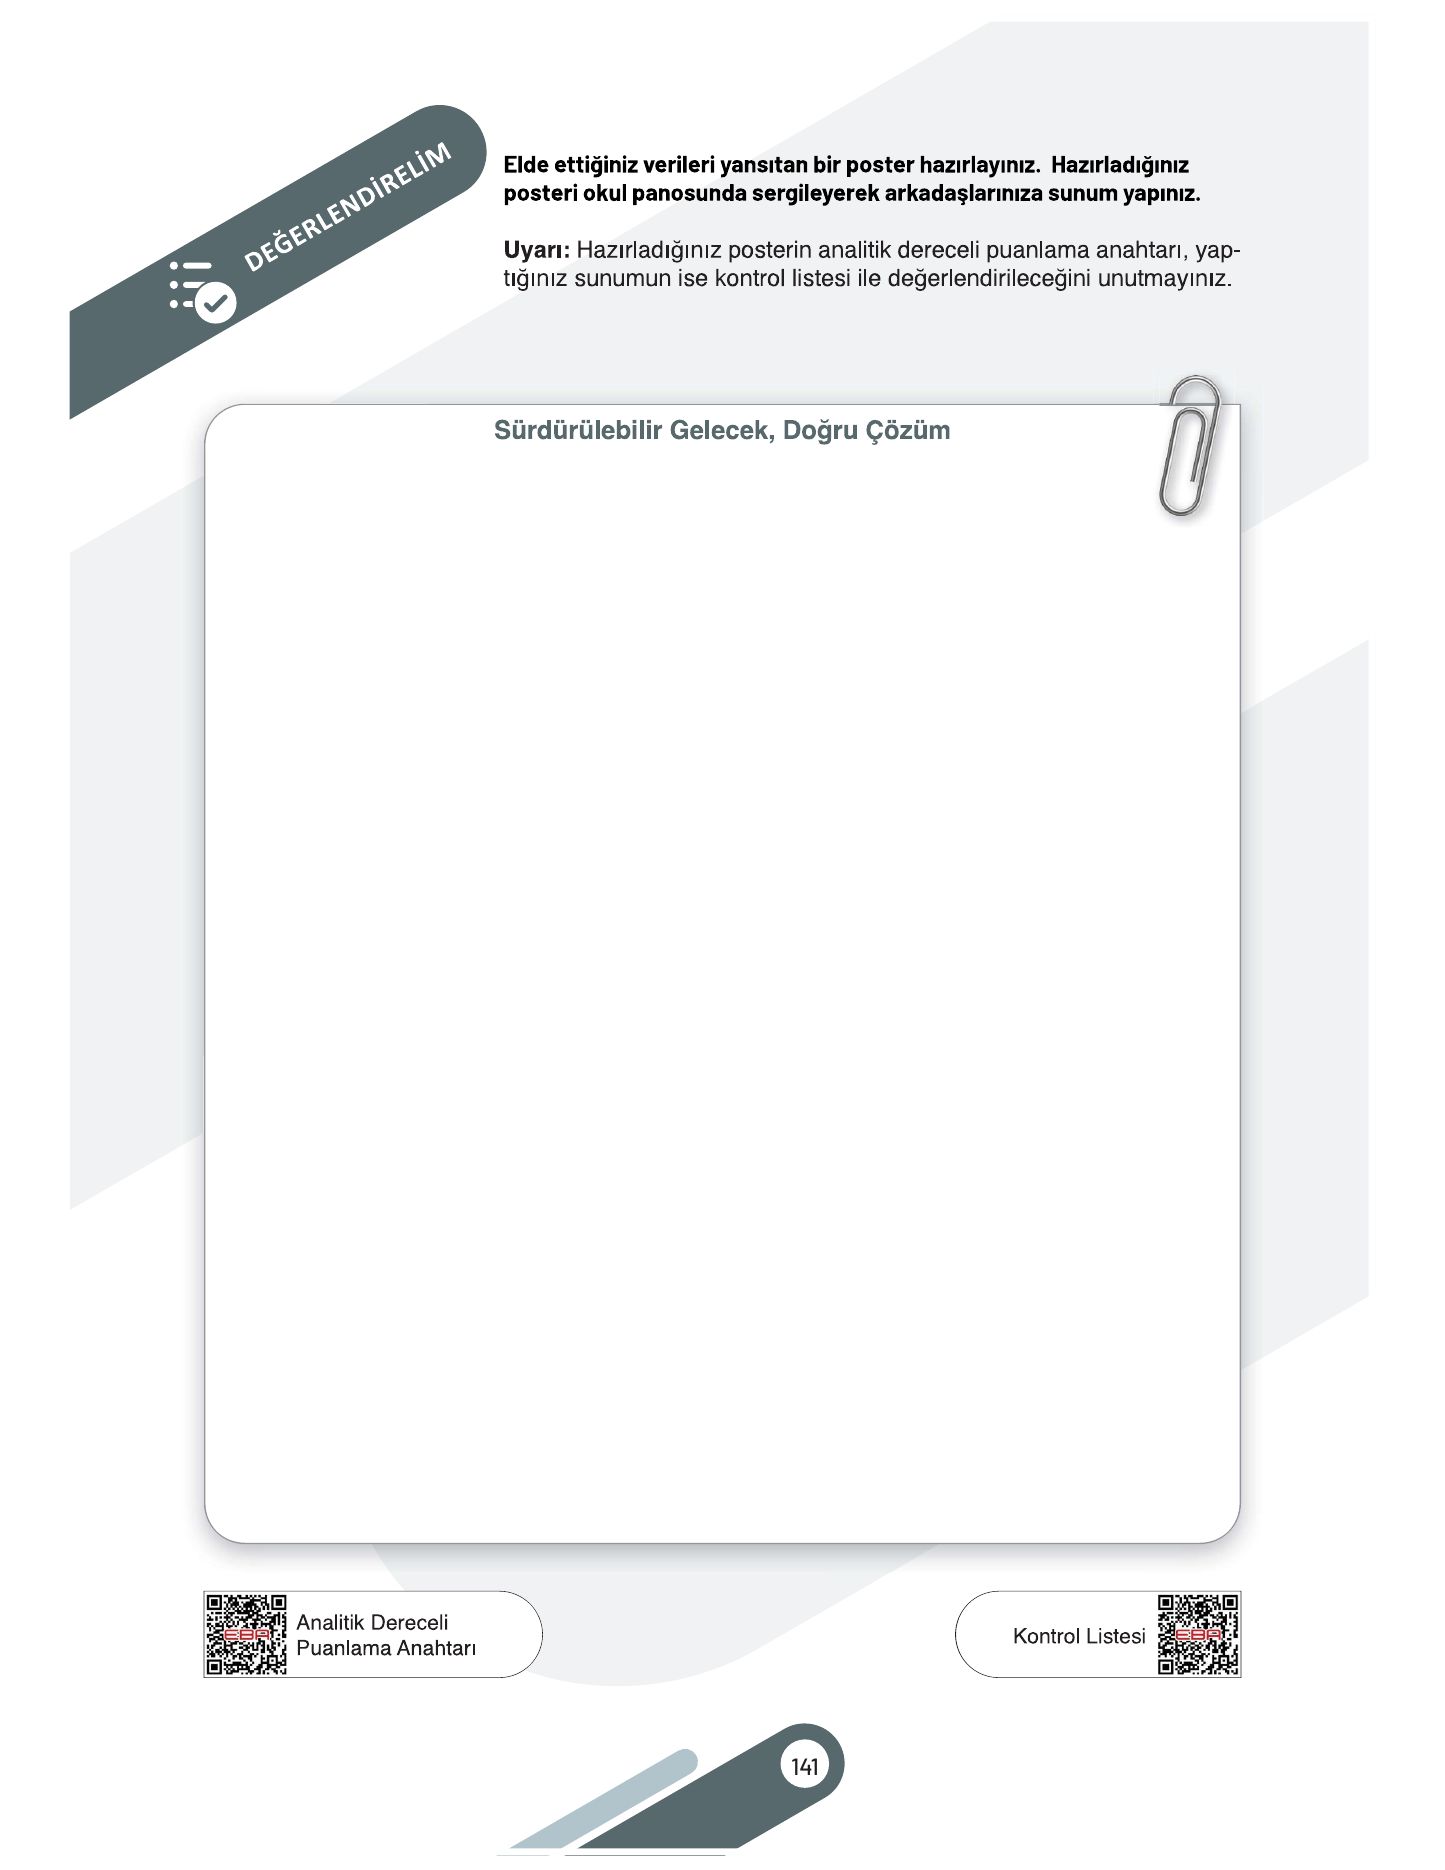 DEĞERLENDİRELİM
Elde ettiğiniz verileri yansıtan bir poster hazırlayınız.  Hazırladığınız
posteri okul panosunda sergileyerek arkadaşlarınıza sunum yapınız.
Uyarı: Hazırladığınız posterin analitik dereceli puanlama anahtarı, yap-
tığınız sunumun ise kontrol listesi ile değerlendirileceğini unutmayınız.
Sürdürülebilir Gelecek, Doğru Çözüm
EBA
Analitik Dereceli
Puanlama Anahtarı
Kontrol Listesi
EBA
141